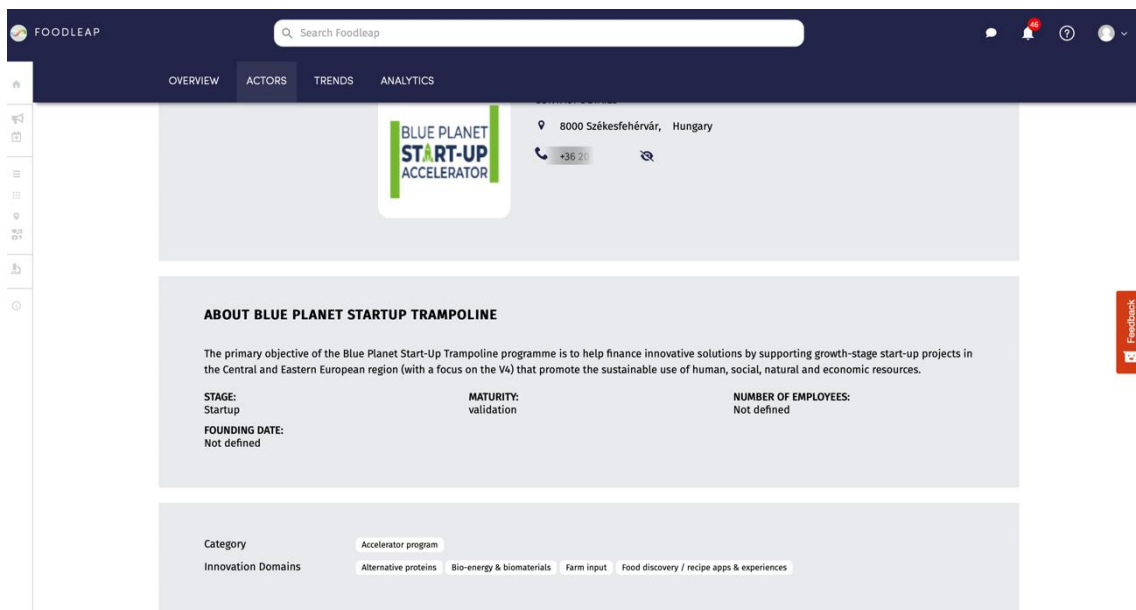 FOODLEAP
Search Foodleap
46
OVERVIEW ACTORS TRENDS ANALYTICS
BLUE PLANET
START-UP
ACCELERATOR
8000 Székesfehérvár, Hungary
+36 20
Feedback
ABOUT BLUE PLANET STARTUP TRAMPOLINE
The primary objective of the Blue Planet Start-Up Trampoline programme is to help finance innovative solutions by supporting growth-stage start-up projects in
the Central and Eastern European region (with a focus on the V4) that promote the sustainable use of human, social, natural and economic resources.
STAGE: MATURITY: NUMBER OF EMPLOYEES:
Startup validation Not defined
FOUNDING DATE:
Not defined
Category Accelerator program
Innovation Domains Alternative proteins Bio-energy & biomaterials Farm input Food discovery / recipe apps & experiences